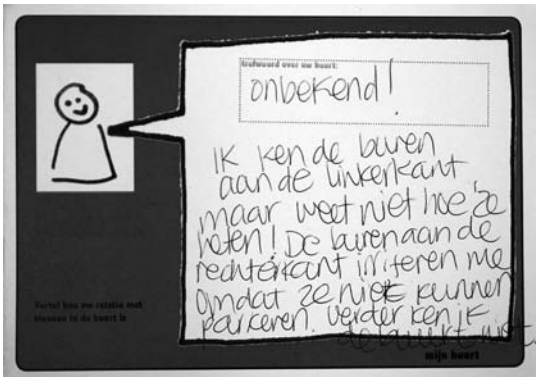 trefwoord over uw buurt:
onbekend!
Ik ken de buren
aan de linkerkant
maar weet niet hoe ze
heten! De buren aan de
rechterkant irriteren me
omdat ze niet kunnen
parkeren. Verder ken ik
de buurt niet.
Vertel hoe uw relatie met
mensen in de buurt is
mijn buurt